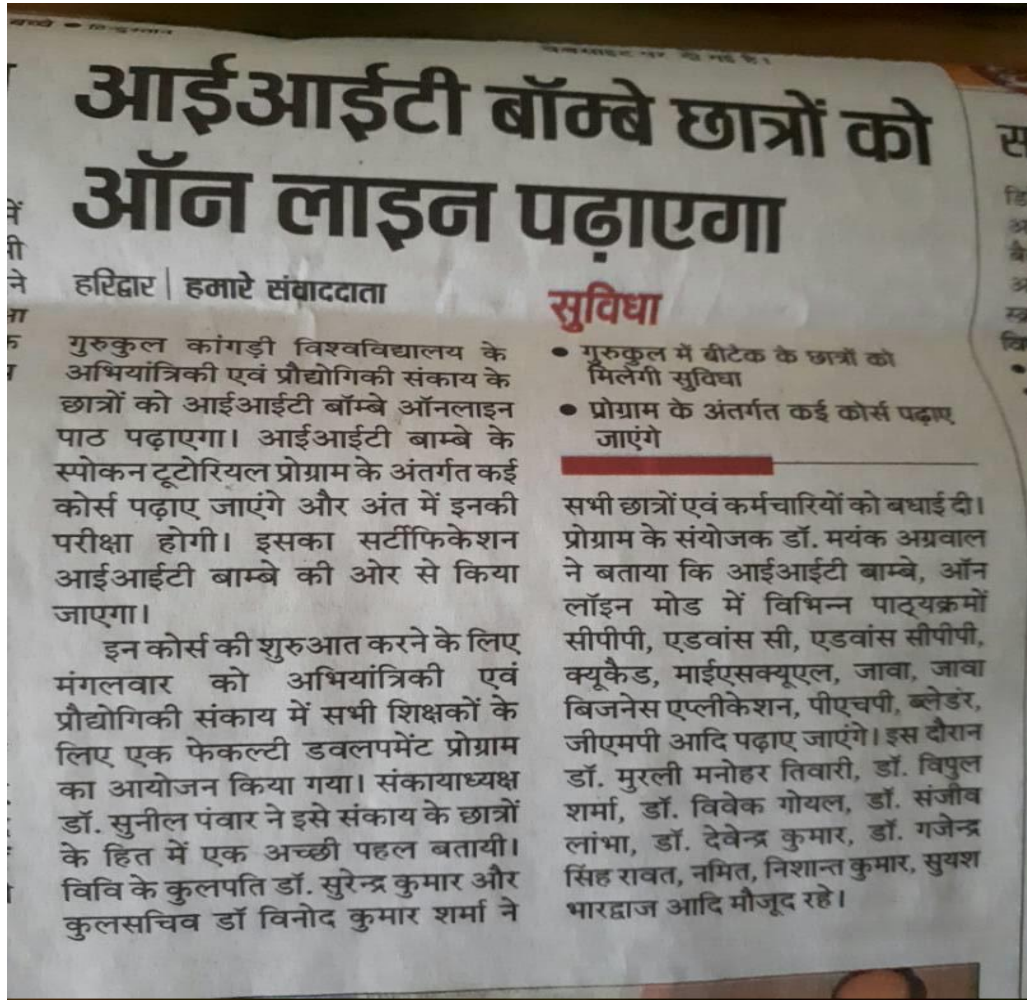 आईआईटी बॉम्बे छात्रों को
ऑन लाइन पढ़ाएगा
हरिद्वार | हमारे संवाददाता
गुरुकुल कांगड़ी विश्वविद्यालय के
अभियांत्रिकी एवं प्रौद्योगिकी संकाय के
छात्रों को आईआईटी बॉम्बे ऑनलाइन
पाठ पढ़ाएगा। आईआईटी बाम्बे के
स्पोकन टूटोरियल प्रोग्राम के अंतर्गत कई
कोर्स पढ़ाए जाएंगे और अंत में इनकी
परीक्षा होगी। इसका सर्टीफिकेशन
आईआईटी बाम्बे की ओर से किया
जाएगा।
इन कोर्स की शुरुआत करने के लिए
मंगलवार को अभियांत्रिकी एवं
प्रौद्योगिकी संकाय में सभी शिक्षकों के
लिए एक फेकल्टी डवलपमेंट प्रोग्राम
का आयोजन किया गया। संकायाध्यक्ष
डॉ. सुनील पंवार ने इसे संकाय के छात्रों
के हित में एक अच्छी पहल बतायी।
विवि के कुलपति डॉ. सुरेन्द्र कुमार और
कुलसचिव डॉ विनोद कुमार शर्मा ने
सुविधा
• गुरुकुल में बीटेक के छात्रों को
मिलेगी सुविधा
• प्रोग्राम के अंतर्गत कई कोर्स पढ़ाए
जाएंगे
सभी छात्रों एवं कर्मचारियों को बधाई दी।
प्रोग्राम के संयोजक डॉ. मयंक अग्रवाल
ने बताया कि आईआईटी बाम्बे, ऑन
लॉइन मोड में विभिन्न पाठ्यक्रमों
सीपीपी, एडवांस सी, एडवांस सीपीपी,
क्यूकैड, माईएसक्यूएल, जावा, जावा
बिजनेस एप्लीकेशन, पीएचपी, ब्लेडंर,
जीएमपी आदि पढ़ाए जाएंगे। इस दौरान
डॉ. मुरली मनोहर तिवारी, डॉ. विपुल
शर्मा, डॉ. विवेक गोयल, डॉ. संजीव
लांभा, डॉ. देवेन्द्र कुमार, डॉ. गजेन्द्र
सिंह रावत, नमित, निशान्त कुमार, सुयश
भारद्वाज आदि मौजूद रहे।